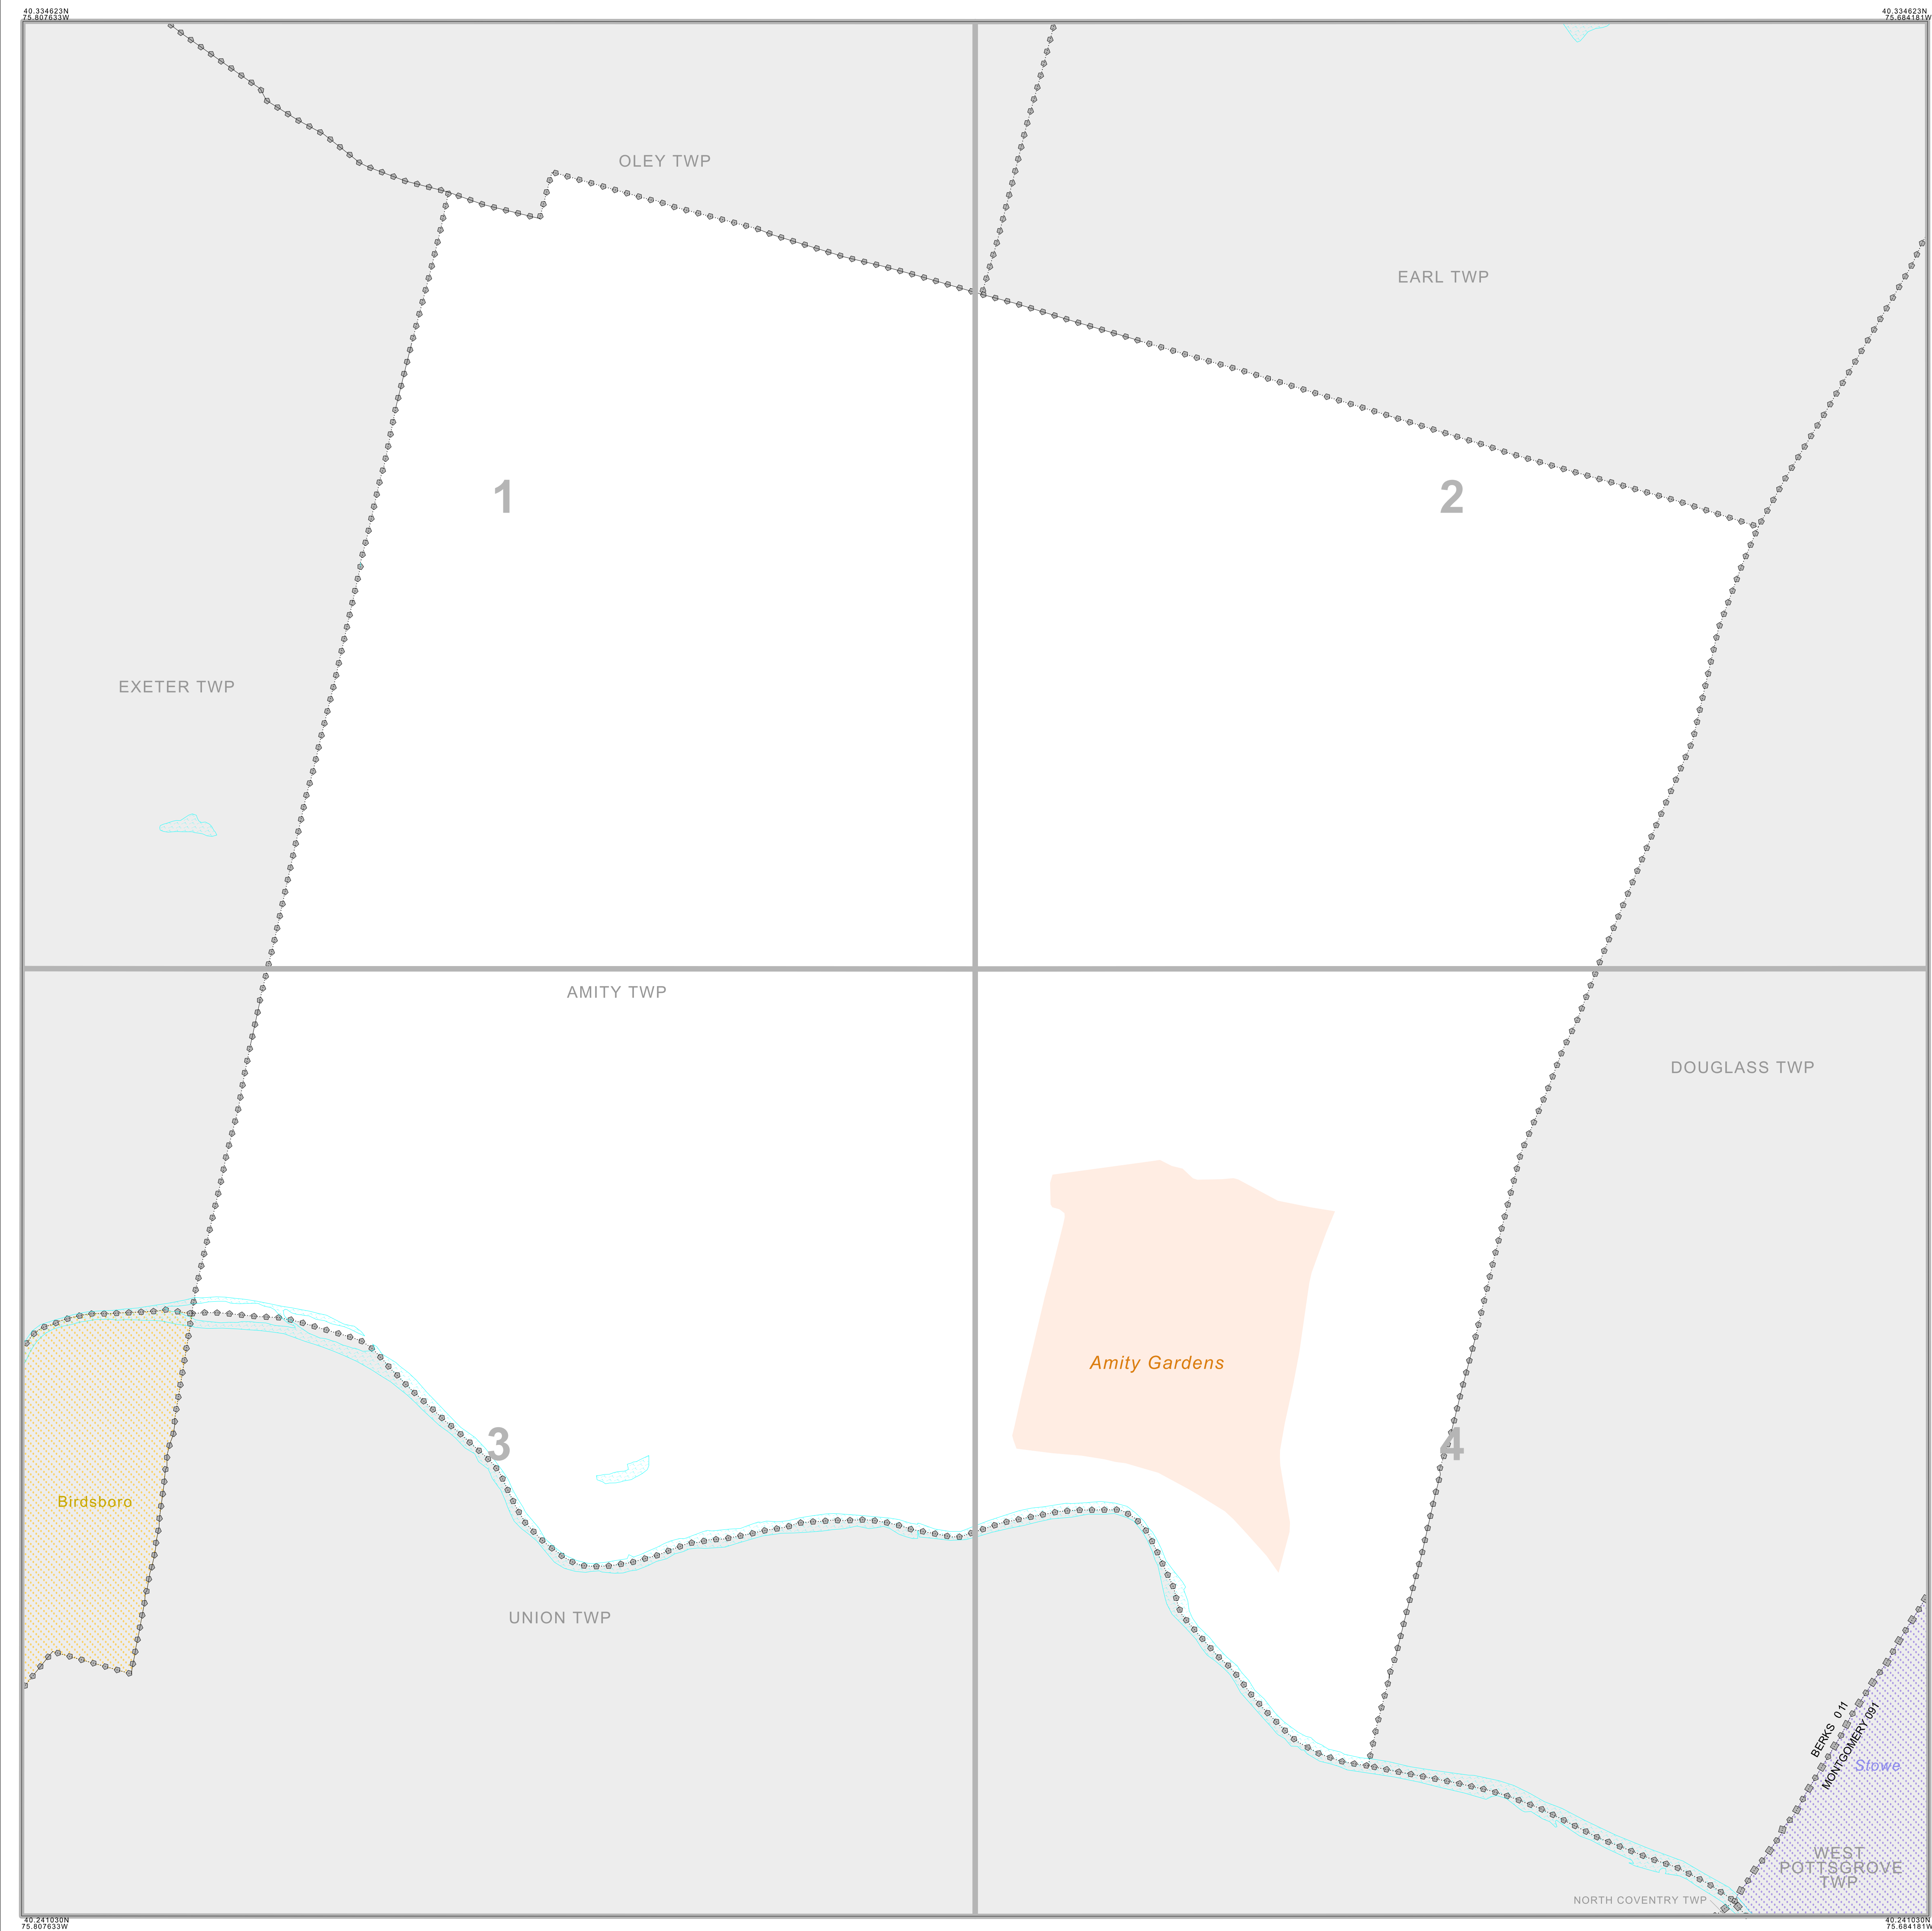 40.334623N
75.807633W
40.334623N
75.684181W
OLEY TWP
EARL TWP
1
2
EXETER TWP
AMITY TWP
DOUGLASS TWP
Amity Gardens
3
4
Birdsboro
UNION TWP
BERKS 011
MONTGOMERY 091
Stowe
WEST
POTTSGROVE
TWP
NORTH COVENTRY TWP
40.241030N
75.807633W
40.241030N
75.684181W